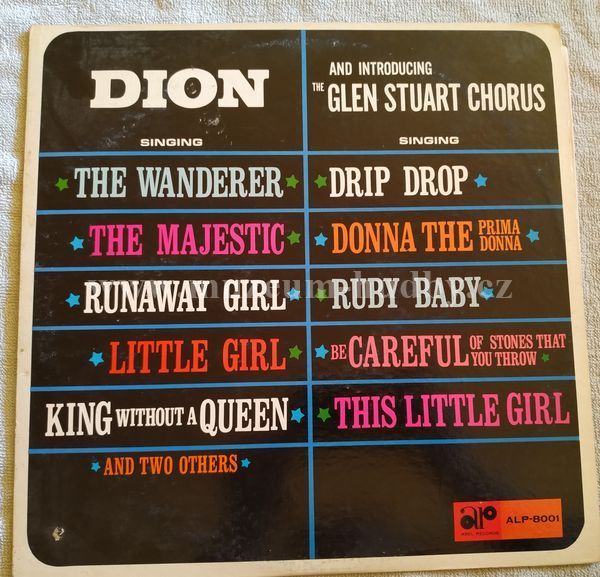 DION
SINGING
THE WANDERER
THE MAJESTIC
RUNAWAY GIRL
LITTLE GIRL
KING WITHOUT A QUEEN
AND TWO OTHERS
AND INTRODUCING
THE GLEN STUART CHORUS
SINGING
DRIP DROP
DONNA THE PRIMA DONNA
RUBY BABY
BE CAREFUL OF STONES THAT YOU THROW
THIS LITTLE GIRL
ALP-8001
ABEL RECORDS